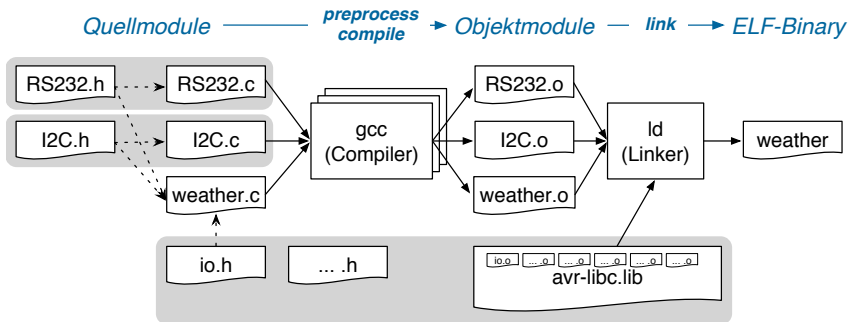 Quellmodule
preprocess
compile
Objektmodule
link
ELF-Binary
RS232.h
RS232.c
RS232.o
I2C.h
I2C.c
gcc
(Compiler)
I2C.o
ld
(Linker)
weather
weather.c
weather.o
io.h
... .h
io.o
... .o
... .o
... .o
... .o
... .o
avr-libc.lib